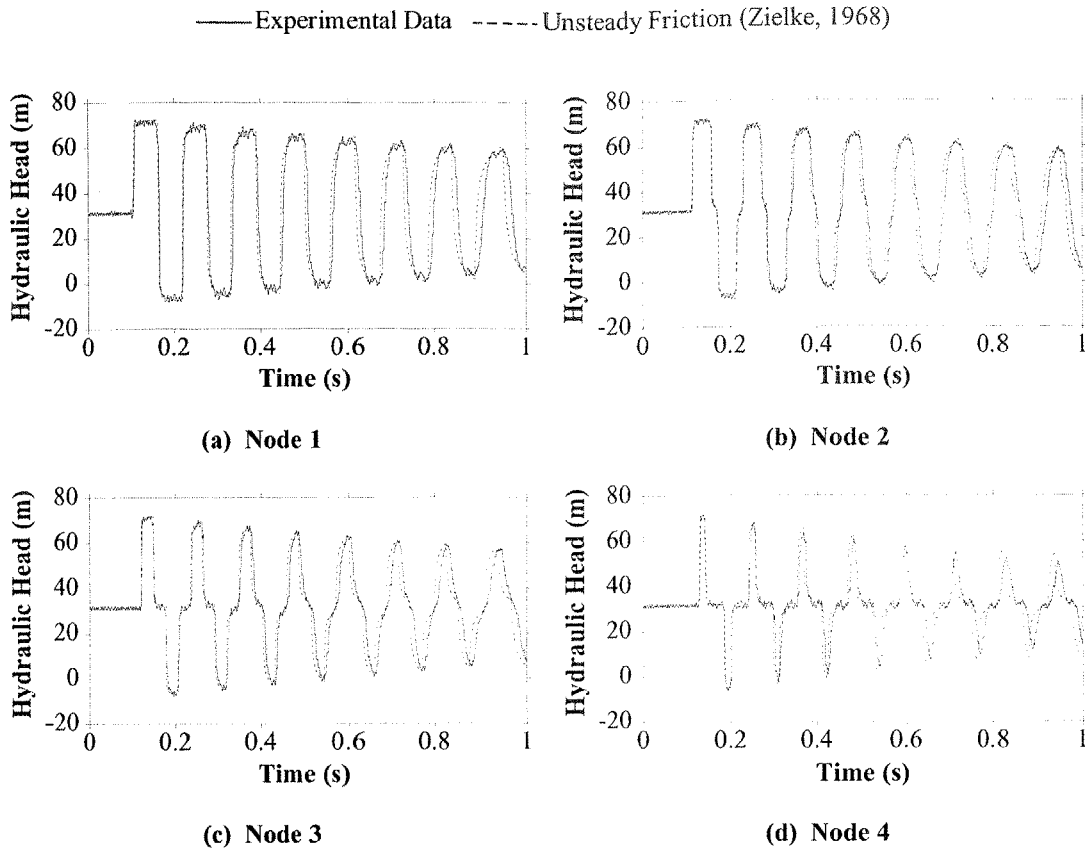 Experimental Data Unsteady Friction (Zielke, 1968)
Hydraulic Head (m)
80
60
40
20
0
-20
0 0.2 0.4 0.6 0.8 1
Time (s)
(a) Node 1
Hydraulic Head (m)
80
60
40
20
0
-20
0 0.2 0.4 0.6 0.8 1
Time (s)
(b) Node 2
Hydraulic Head (m)
80
60
40
20
0
-20
0 0.2 0.4 0.6 0.8 1
Time (s)
(c) Node 3
Hydraulic Head (m)
80
60
40
20
0
-20
0 0.2 0.4 0.6 0.8 1
Time (s)
(d) Node 4